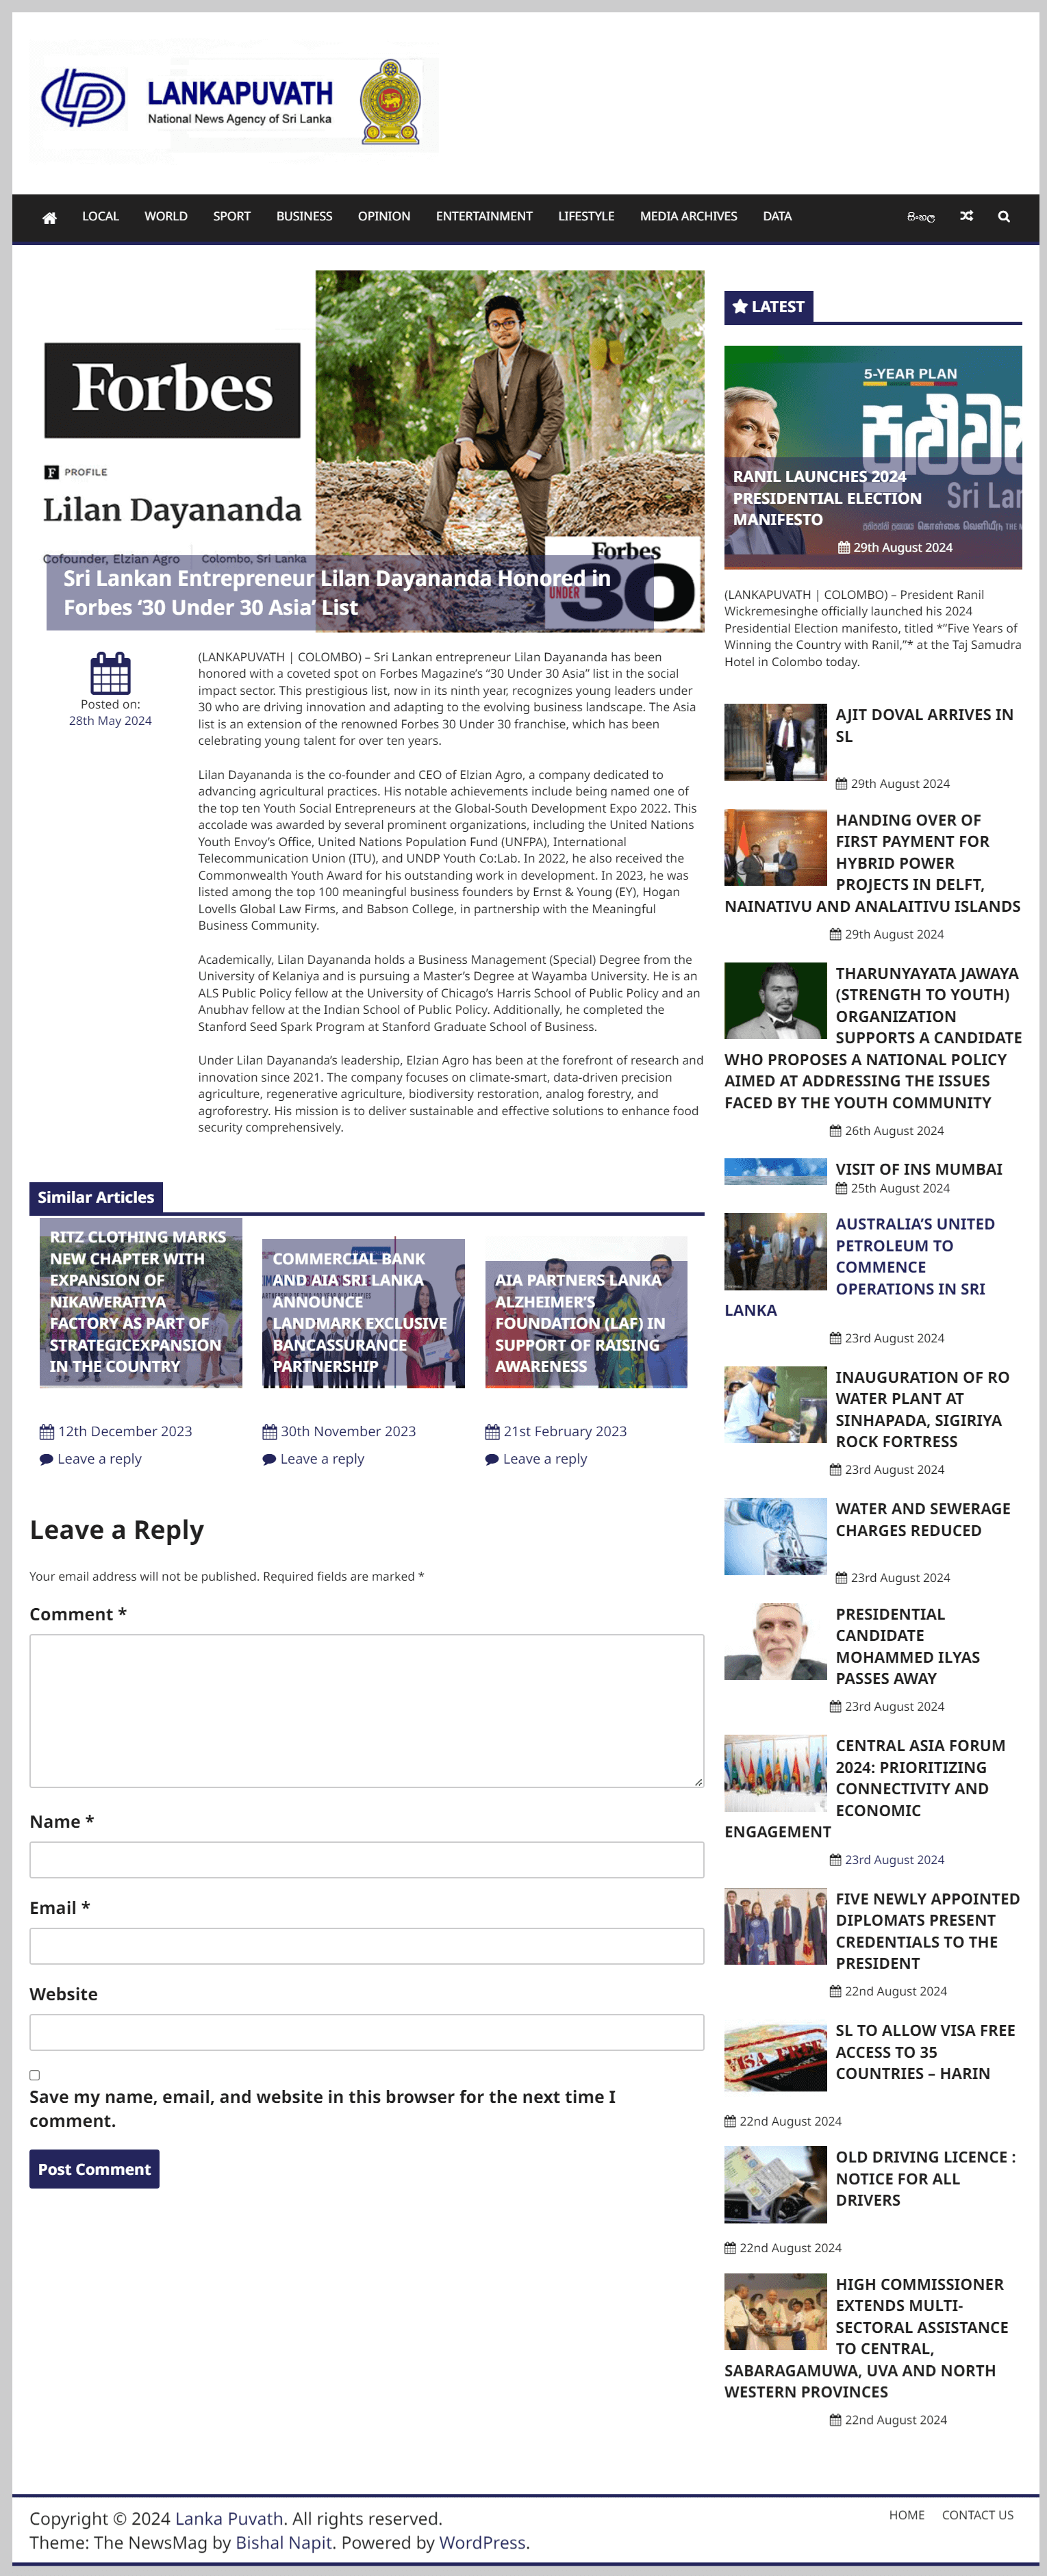 LANKAPUVATH
National News Agency of Sri Lanka
LOCAL WORLD SPORT BUSINESS OPINION ENTERTAINMENT LIFESTYLE MEDIA ARCHIVES DATA සිංහල
Forbes
F PROFILE
Lilan Dayananda
Cofounder, Elzian Agro Colombo, Sri Lanka
Forbes
30
UNDER
Sri Lankan Entrepreneur Lilan Dayananda Honored in
Forbes ‘30 Under 30 Asia’ List
Posted on:
28th May 2024
(LANKAPUVATH | COLOMBO) – Sri Lankan entrepreneur Lilan Dayananda has been
honored with a coveted spot on Forbes Magazine’s “30 Under 30 Asia” list in the social
impact sector. This prestigious list, now in its ninth year, recognizes young leaders under
30 who are driving innovation and adapting to the evolving business landscape. The Asia
list is an extension of the renowned Forbes 30 Under 30 franchise, which has been
celebrating young talent for over ten years.
Lilan Dayananda is the co-founder and CEO of Elzian Agro, a company dedicated to
advancing agricultural practices. His notable achievements include being named one of
the top ten Youth Social Entrepreneurs at the Global-South Development Expo 2022. This
accolade was awarded by several prominent organizations, including the United Nations
Youth Envoy’s Office, United Nations Population Fund (UNFPA), International
Telecommunication Union (ITU), and UNDP Youth Co:Lab. In 2022, he also received the
Commonwealth Youth Award for his outstanding work in development. In 2023, he was
listed among the top 100 meaningful business founders by Ernst & Young (EY), Hogan
Lovells Global Law Firms, and Babson College, in partnership with the Meaningful
Business Community.
Academically, Lilan Dayananda holds a Business Management (Special) Degree from the
University of Kelaniya and is pursuing a Master’s Degree at Wayamba University. He is an
ALS Public Policy fellow at the University of Chicago’s Harris School of Public Policy and an
Anubhav fellow at the Indian School of Public Policy. Additionally, he completed the
Stanford Seed Spark Program at Stanford Graduate School of Business.
Under Lilan Dayananda’s leadership, Elzian Agro has been at the forefront of research and
innovation since 2021. The company focuses on climate-smart, data-driven precision
agriculture, regenerative agriculture, biodiversity restoration, analog forestry, and
agroforestry. His mission is to deliver sustainable and effective solutions to enhance food
security comprehensively.
Similar Articles
RITZ CLOTHING MARKS
NEW CHAPTER WITH
EXPANSION OF
NIKAWERATIYA
FACTORY AS PART OF
STRATEGICEXPANSION
IN THE COUNTRY
12th December 2023
Leave a reply
COMMERCIAL BANK
AND AIA SRI LANKA
ANNOUNCE
LANDMARK EXCLUSIVE
BANCASSURANCE
PARTNERSHIP
30th November 2023
Leave a reply
AIA PARTNERS LANKA
ALZHEIMER’S
FOUNDATION (LAF) IN
SUPPORT OF RAISING
AWARENESS
21st February 2023
Leave a reply
Leave a Reply
Your email address will not be published. Required fields are marked *
Comment *
Name *
Email *
Website
Save my name, email, and website in this browser for the next time I
comment.
Post Comment
LATEST
5-YEAR PLAN
Sri Lan
RANIL LAUNCHES 2024
PRESIDENTIAL ELECTION
MANIFESTO
29th August 2024
(LANKAPUVATH | COLOMBO) – President Ranil
Wickremesinghe officially launched his 2024
Presidential Election manifesto, titled *”Five Years of
Winning the Country with Ranil,”* at the Taj Samudra
Hotel in Colombo today.
AJIT DOVAL ARRIVES IN
SL
29th August 2024
HANDING OVER OF
FIRST PAYMENT FOR
HYBRID POWER
PROJECTS IN DELFT,
NAINATIVU AND ANALAITIVU ISLANDS
29th August 2024
THARUNYAYATA JAWAYA
(STRENGTH TO YOUTH)
ORGANIZATION
SUPPORTS A CANDIDATE
WHO PROPOSES A NATIONAL POLICY
AIMED AT ADDRESSING THE ISSUES
FACED BY THE YOUTH COMMUNITY
26th August 2024
VISIT OF INS MUMBAI
25th August 2024
AUSTRALIA’S UNITED
PETROLEUM TO
COMMENCE
OPERATIONS IN SRI
LANKA
23rd August 2024
INAUGURATION OF RO
WATER PLANT AT
SINHAPADA, SIGIRIYA
ROCK FORTRESS
23rd August 2024
WATER AND SEWERAGE
CHARGES REDUCED
23rd August 2024
PRESIDENTIAL
CANDIDATE
MOHAMMED ILYAS
PASSES AWAY
23rd August 2024
CENTRAL ASIA FORUM
2024: PRIORITIZING
CONNECTIVITY AND
ECONOMIC
ENGAGEMENT
23rd August 2024
FIVE NEWLY APPOINTED
DIPLOMATS PRESENT
CREDENTIALS TO THE
PRESIDENT
22nd August 2024
VISA FREE
SL TO ALLOW VISA FREE
ACCESS TO 35
COUNTRIES – HARIN
22nd August 2024
OLD DRIVING LICENCE :
NOTICE FOR ALL
DRIVERS
22nd August 2024
HIGH COMMISSIONER
EXTENDS MULTI-
SECTORAL ASSISTANCE
TO CENTRAL,
SABARAGAMUWA, UVA AND NORTH
WESTERN PROVINCES
22nd August 2024
Copyright © 2024 Lanka Puvath. All rights reserved.
Theme: The NewsMag by Bishal Napit. Powered by WordPress.
HOME CONTACT US